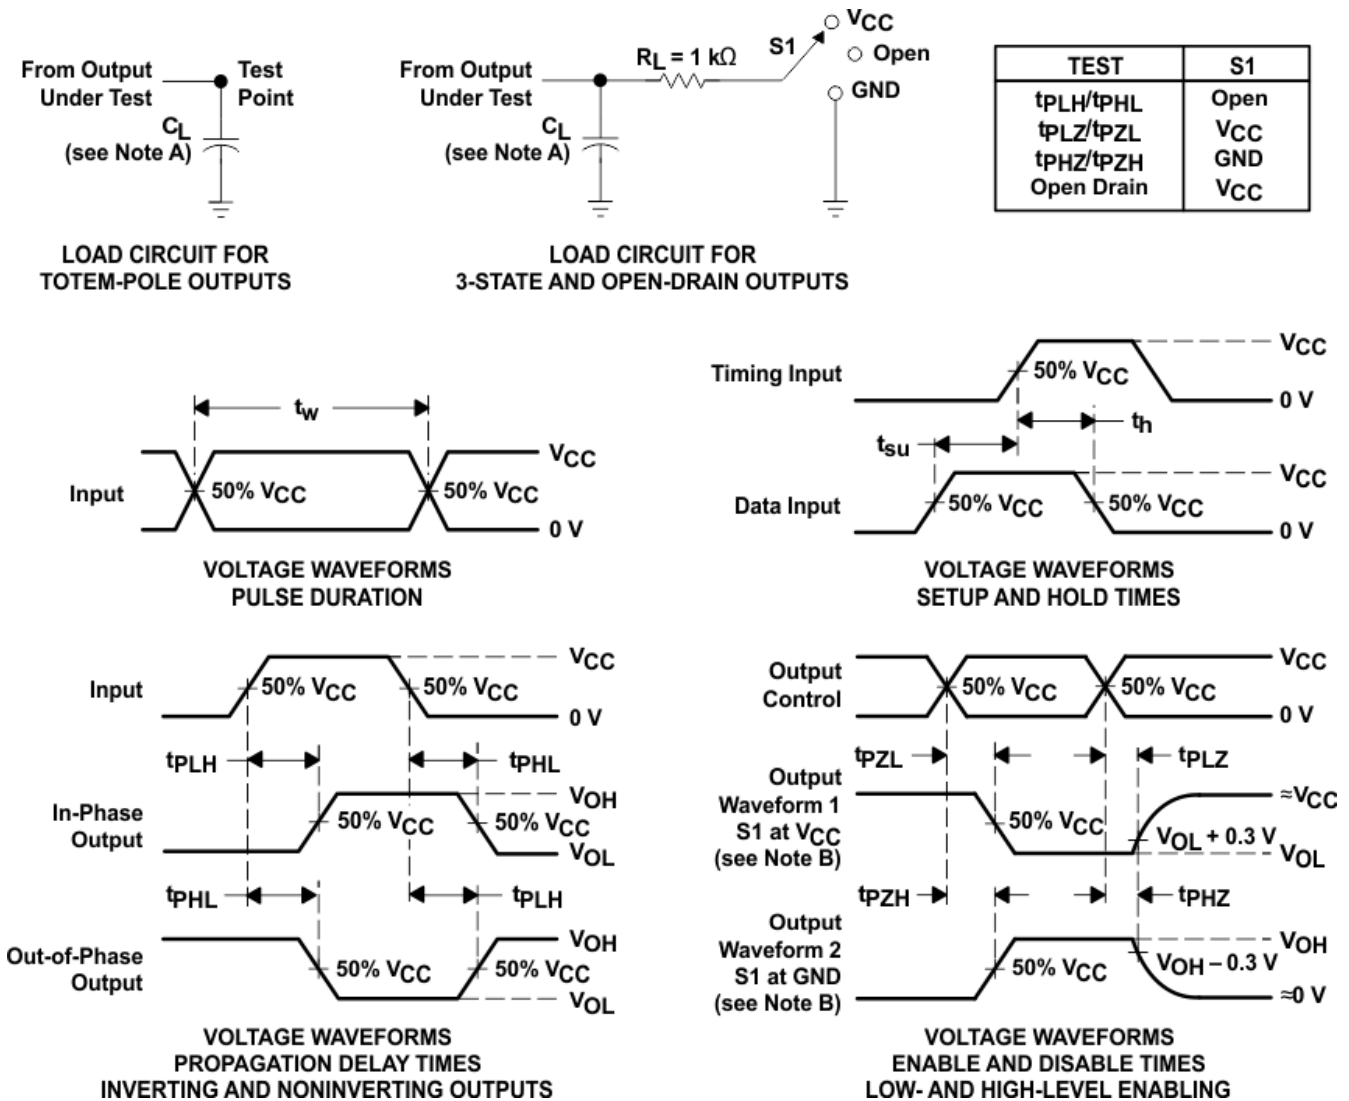 From Output
Under Test
Test
Point
CL
(see Note A)
LOAD CIRCUIT FOR
TOTEM-POLE OUTPUTS
From Output
Under Test
RL = 1 kΩ
S1
VCC
Open
GND
CL
(see Note A)
LOAD CIRCUIT FOR
3-STATE AND OPEN-DRAIN OUTPUTS
TEST S1
tPLH/tPHL Open
tPLZ/tPZL VCC
tPHZ/tPZH GND
Open Drain VCC
tw
Input
50% VCC
50% VCC
VCC
0 V
VOLTAGE WAVEFORMS
PULSE DURATION
Timing Input
50% VCC
VCC
0 V
tsu
th
Data Input
50% VCC
50% VCC
VCC
0 V
VOLTAGE WAVEFORMS
SETUP AND HOLD TIMES
Input
50% VCC
50% VCC
VCC
0 V
tPLH
tPHL
In-Phase
Output
50% VCC
50% VCC
VOH
VOL
tPHL
tPLH
Out-of-Phase
Output
50% VCC
50% VCC
VOH
VOL
VOLTAGE WAVEFORMS
PROPAGATION DELAY TIMES
INVERTING AND NONINVERTING OUTPUTS
Output
Control
50% VCC
50% VCC
VCC
0 V
tPZL
tPLZ
Output
Waveform 1
S1 at VCC
(see Note B)
50% VCC
VOL + 0.3 V
≈VCC
VOL
tPZH
tPHZ
Output
Waveform 2
S1 at GND
(see Note B)
50% VCC
VOH – 0.3 V
VOH
≈0 V
VOLTAGE WAVEFORMS
ENABLE AND DISABLE TIMES
LOW- AND HIGH-LEVEL ENABLING